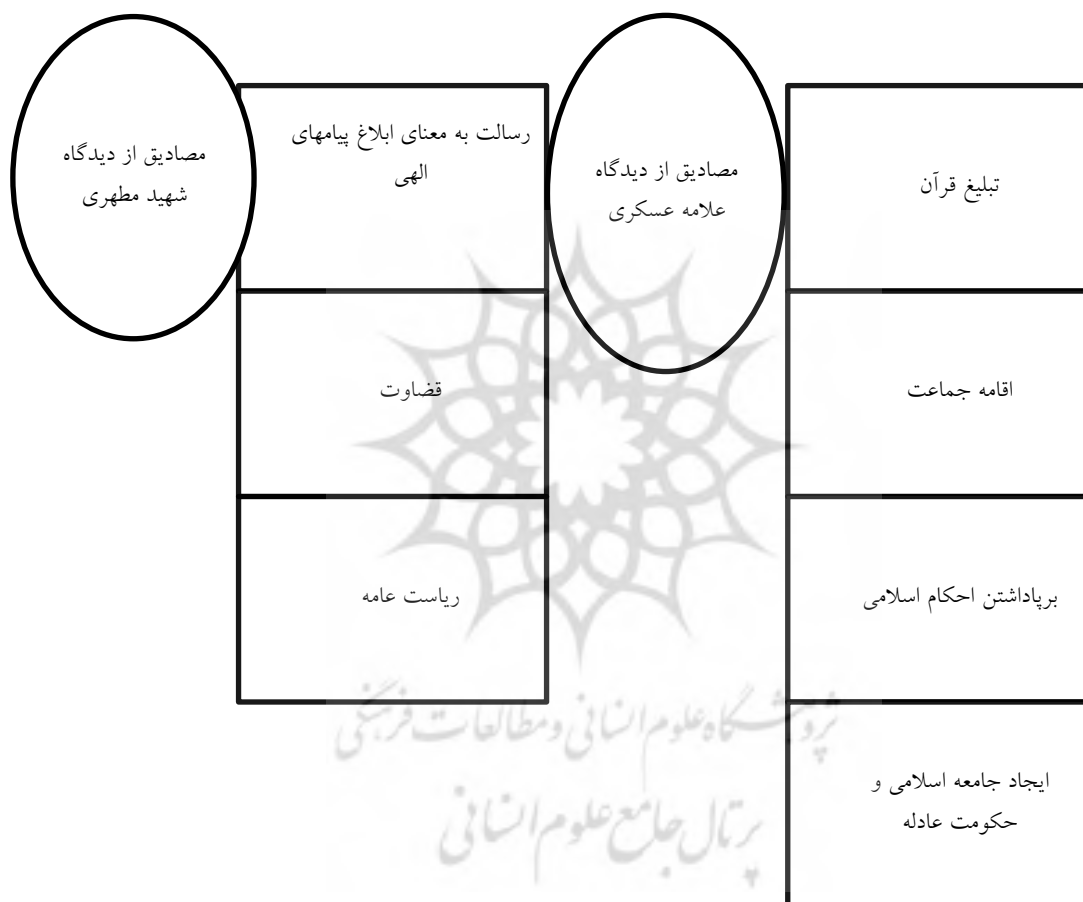 تبلیغ قرآن
اقامه جماعت
برپاداشتن احکام اسلامی
ایجاد جامعه اسلامی و
حکومت عادله
مصادیق از دیدگاه
علامه عسکری
رسالت به معنای ابلاغ پیامهای
الهی
قضاوت
ریاست عامه
مصادیق از دیدگاه
شهید مطهری
پژوهشگاه علوم انسانی و مطالعات فرهنگی
پرتال جامع علوم انسانی